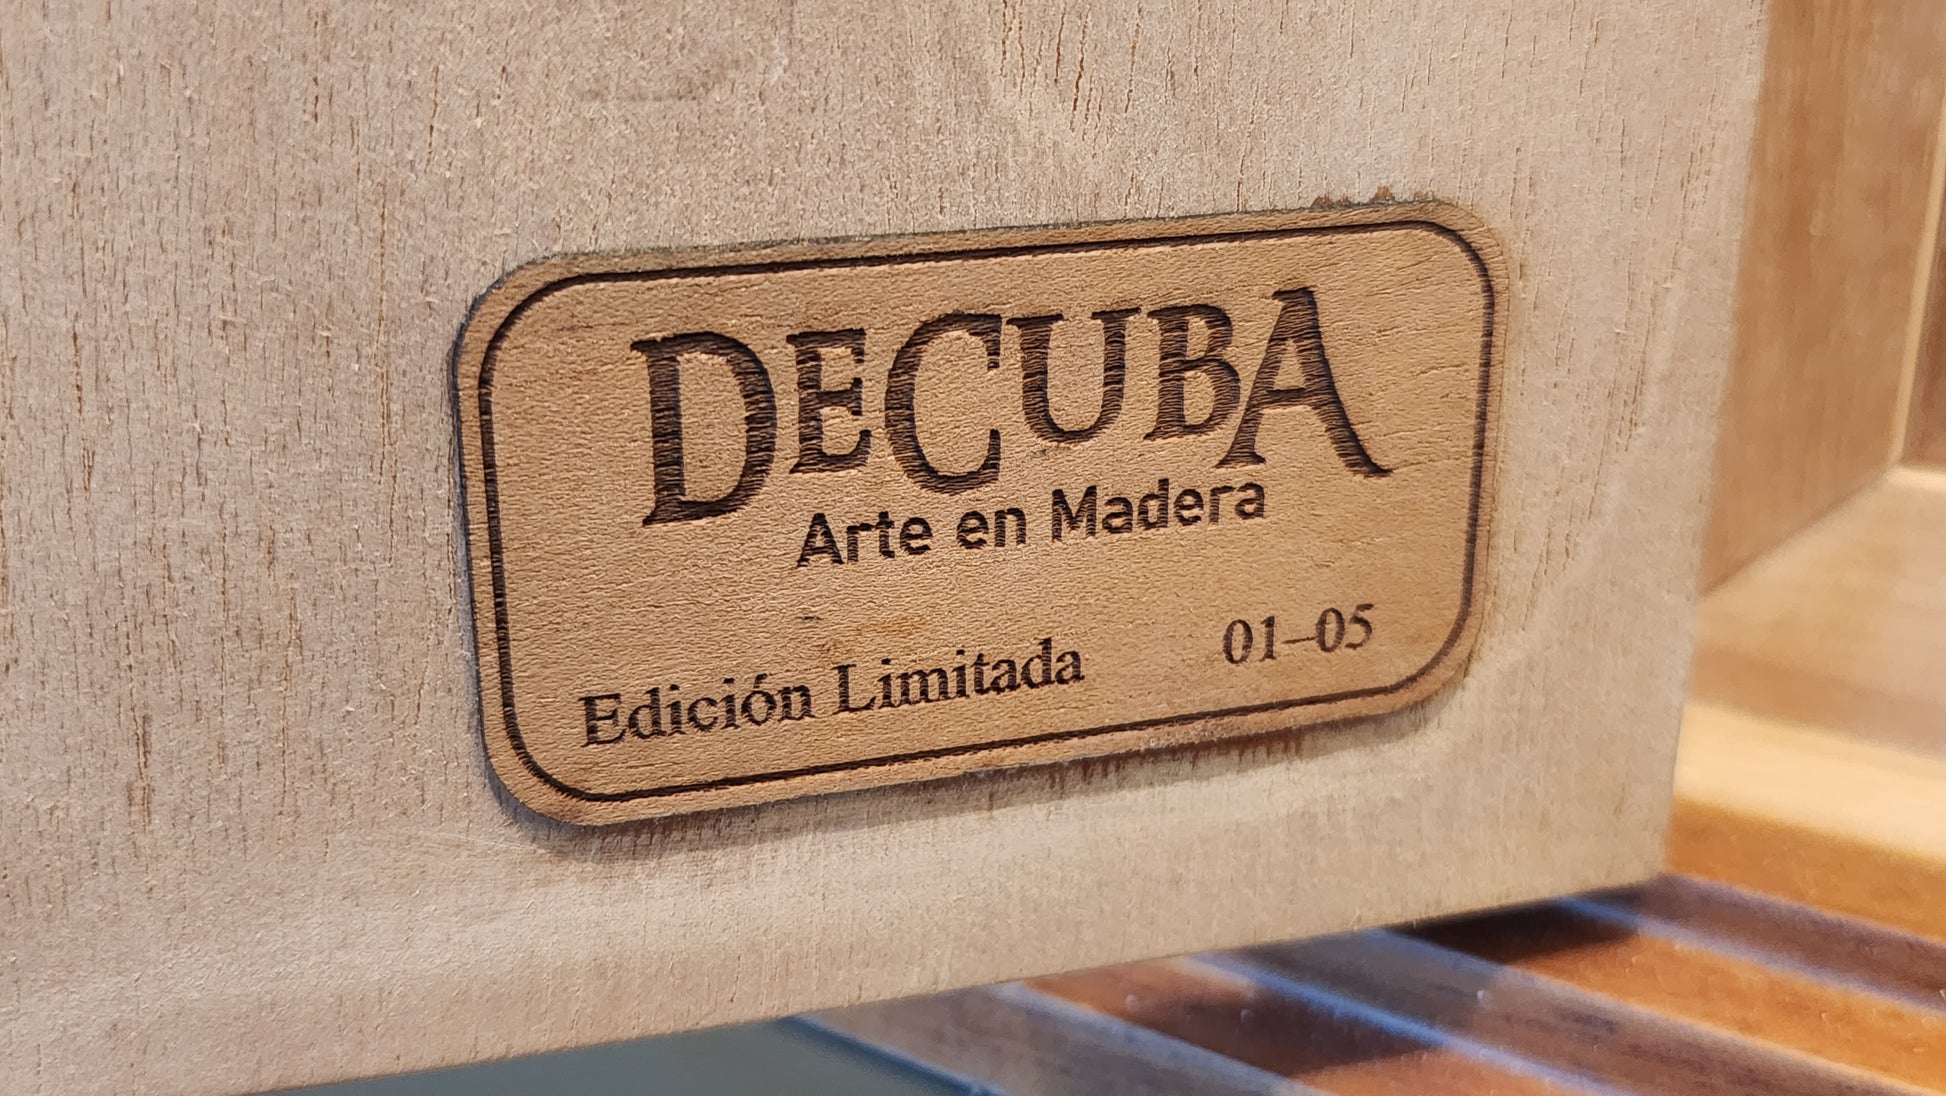 DECUBA
Arte en Madera
Edición Limitada 01–05